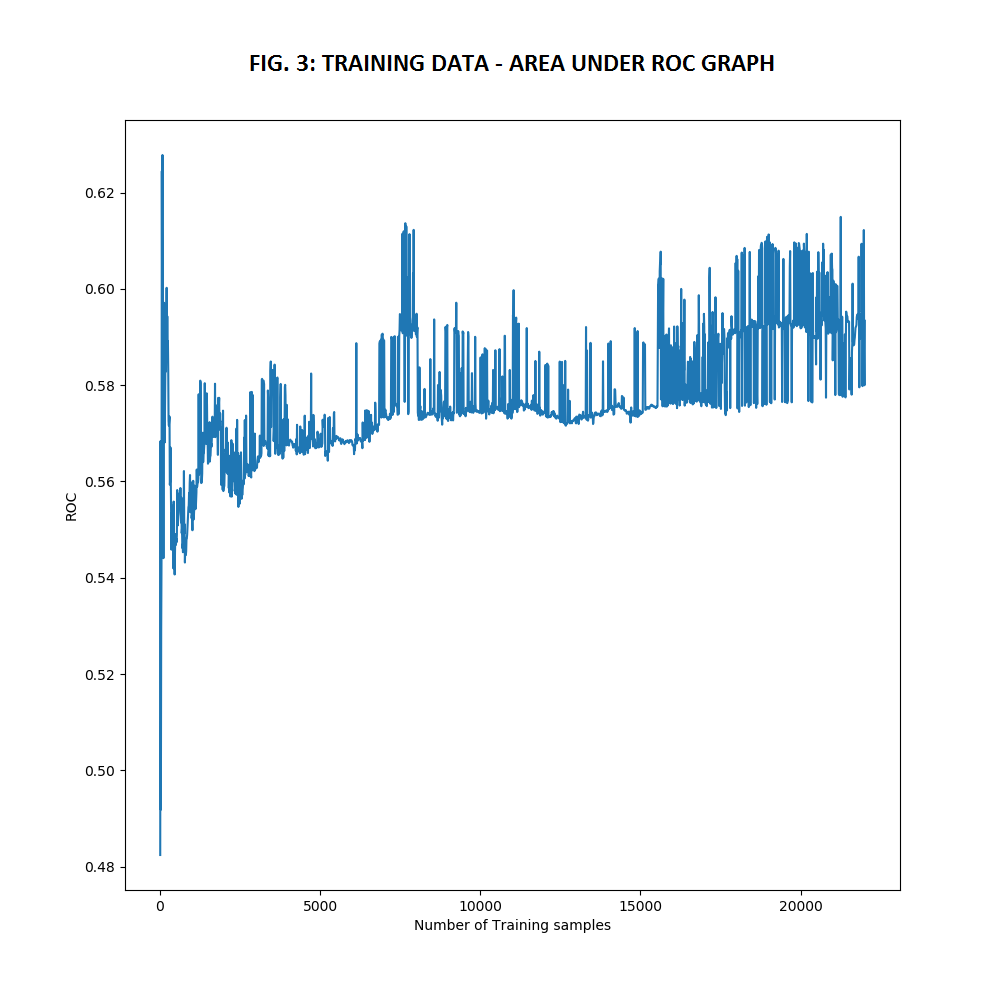 FIG. 3: TRAINING DATA - AREA UNDER ROC GRAPH
0.62
0.60
0.58
0.56
0.54
0.52
0.50
0.48
ROC
0 5000 10000 15000 20000
Number of Training samples